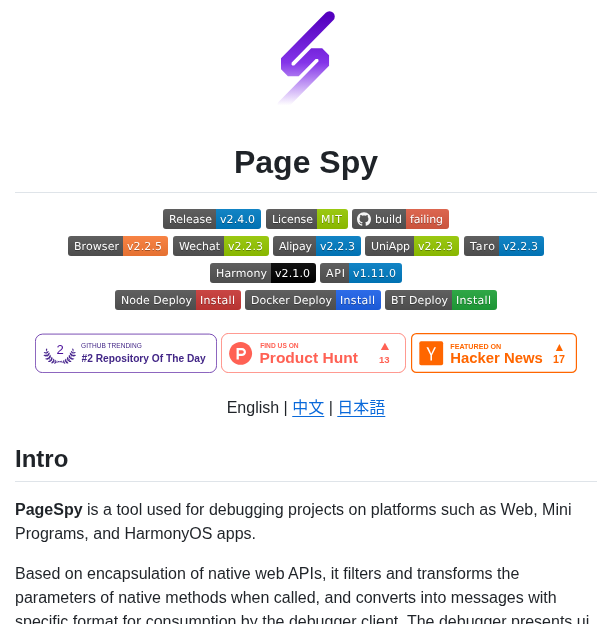 Page Spy
Release v2.4.0 License MIT build failing
Browser v2.2.5 Wechat v2.2.3 Alipay v2.2.3 UniApp v2.2.3 Taro v2.2.3
Harmony v2.1.0 API v1.11.0
Node Deploy Install Docker Deploy Install BT Deploy Install
2 GITHUB TRENDING #2 Repository Of The Day
P FIND US ON Product Hunt ▲ 13
Y FEATURED ON Hacker News ▲ 17
English | 中文 | 日本語
Intro
PageSpy is a tool used for debugging projects on platforms such as Web, Mini
Programs, and HarmonyOS apps.
Based on encapsulation of native web APIs, it filters and transforms the
parameters of native methods when called, and converts into messages with
specific format for consumption by the debugger client. The debugger presents ui